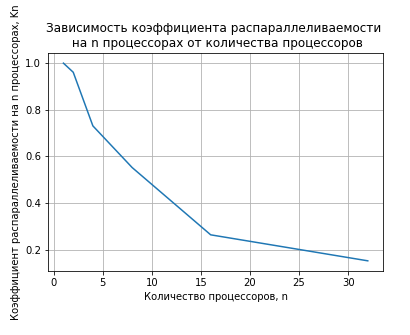 Зависимость коэффициента распараллеливаемости
на n процессорах от количества процессоров
Коэффициент распараллеливаемости на n процессорах, Kn
1.0
0.8
0.6
0.4
0.2
0 5 10 15 20 25 30
Количество процессоров, n